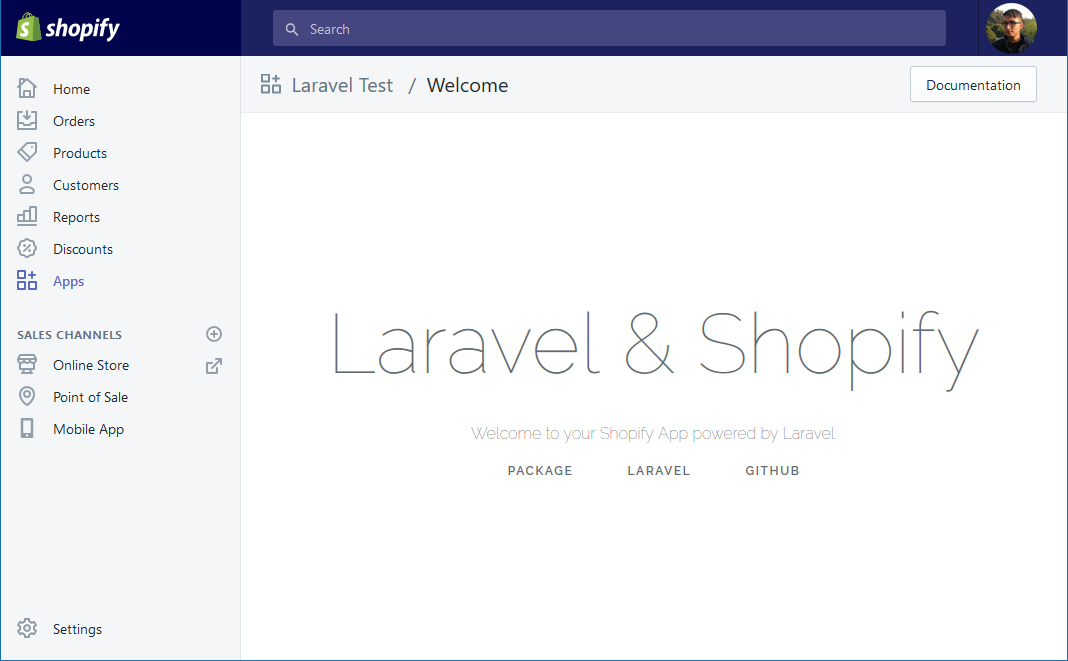 shopify
Search
Home
Orders
Products
Customers
Reports
Discounts
Apps
SALES CHANNELS
Online Store
Point of Sale
Mobile App
Settings
Laravel Test / Welcome
Documentation
Laravel & Shopify
Welcome to your Shopify App powered by Laravel.
PACKAGE LARAVEL GITHUB